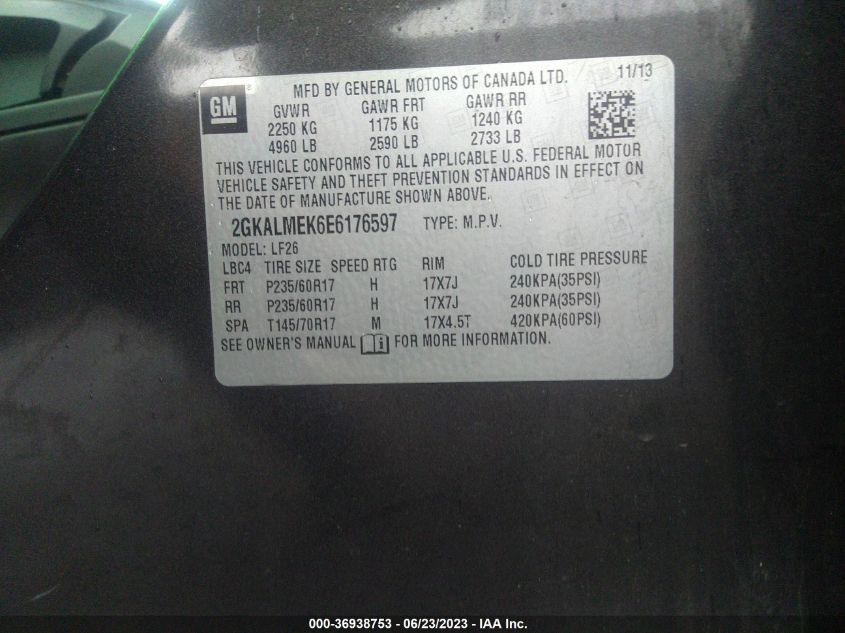 GM ®
MFD BY GENERAL MOTORS OF CANADA LTD. 11/13
GVWR GAWR FRT GAWR RR
2250 KG 1175 KG 1240 KG
4960 LB 2590 LB 2733 LB
THIS VEHICLE CONFORMS TO ALL APPLICABLE U.S. FEDERAL MOTOR
VEHICLE SAFETY AND THEFT PREVENTION STANDARDS IN EFFECT ON
THE DATE OF MANUFACTURE SHOWN ABOVE.
2GKALMEK6E6176597 TYPE: M.P.V.
MODEL: LF26
LBC4 TIRE SIZE SPEED RTG RIM COLD TIRE PRESSURE
FRT P235/60R17 H 17X7J 240KPA(35PSI)
RR P235/60R17 H 17X7J 240KPA(35PSI)
SPA T145/70R17 M 17X4.5T 420KPA(60PSI)
SEE OWNER'S MANUAL i FOR MORE INFORMATION.
000-36938753 - 06/23/2023 - IAA Inc.